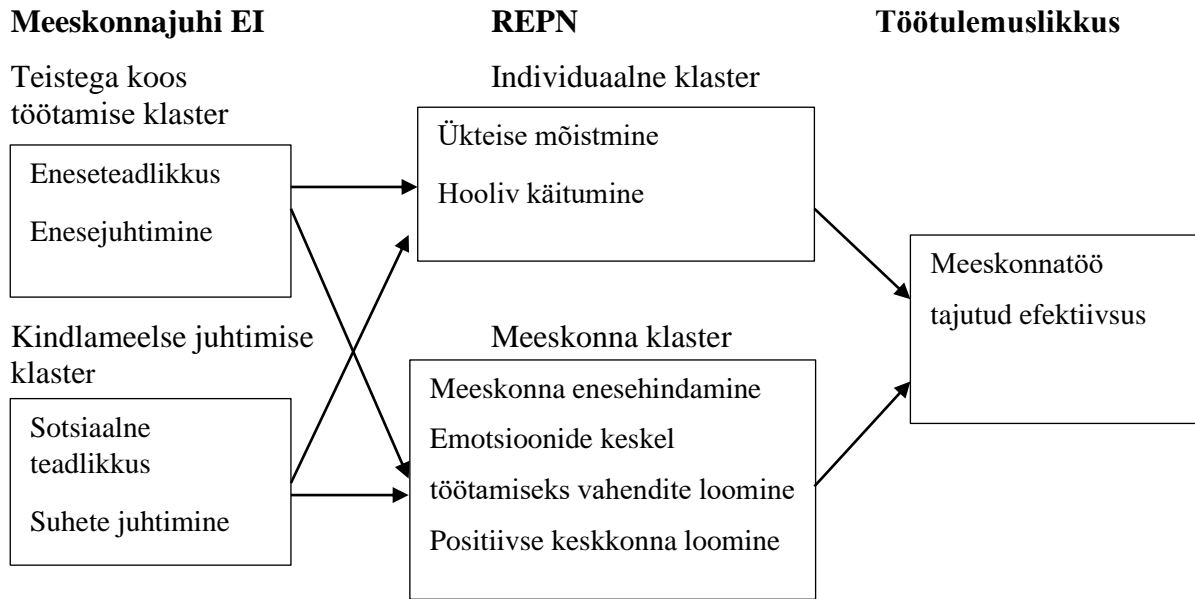 Meeskonnajuhi EI
REPN
Töötulemuslikkus
Teistega koos
töötamise klaster
Individuaalne klaster
Eneseteadlikkus
Enesejuhtimine
Ükteise mõistmine
Hooliv käitumine
Meeskonnatöö
tajutud efektiivsus
Kindlameelse juhtimise
klaster
Meeskonna klaster
Sotsiaalne
teadlikkus
Suhete juhtimine
Meeskonna enesehindamine
Emotsioonide keskel
töötamiseks vahendite loomine
Positiivse keskkonna loomine